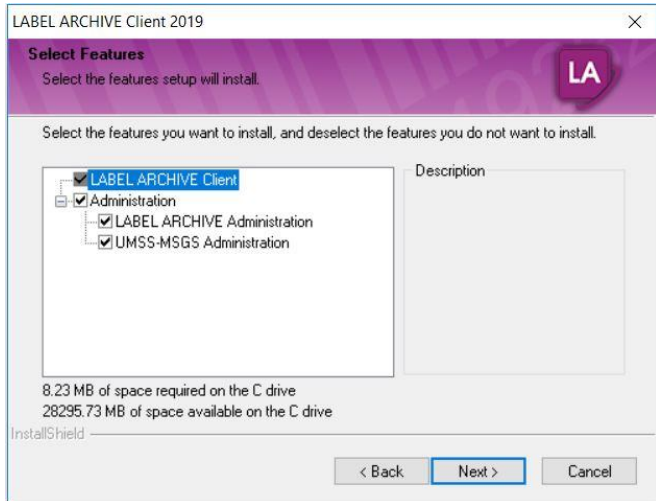 LABEL ARCHIVE Client 2019
Select Features
Select the features setup will install.
LA
Select the features you want to install, and deselect the features you do not want to install.
LABEL ARCHIVE Client
Administration
LABEL ARCHIVE Administration
UMSS-MSGS Administration
Description
8.23 MB of space required on the C drive
28295.73 MB of space available on the C drive
InstallShield
< Back
Next >
Cancel